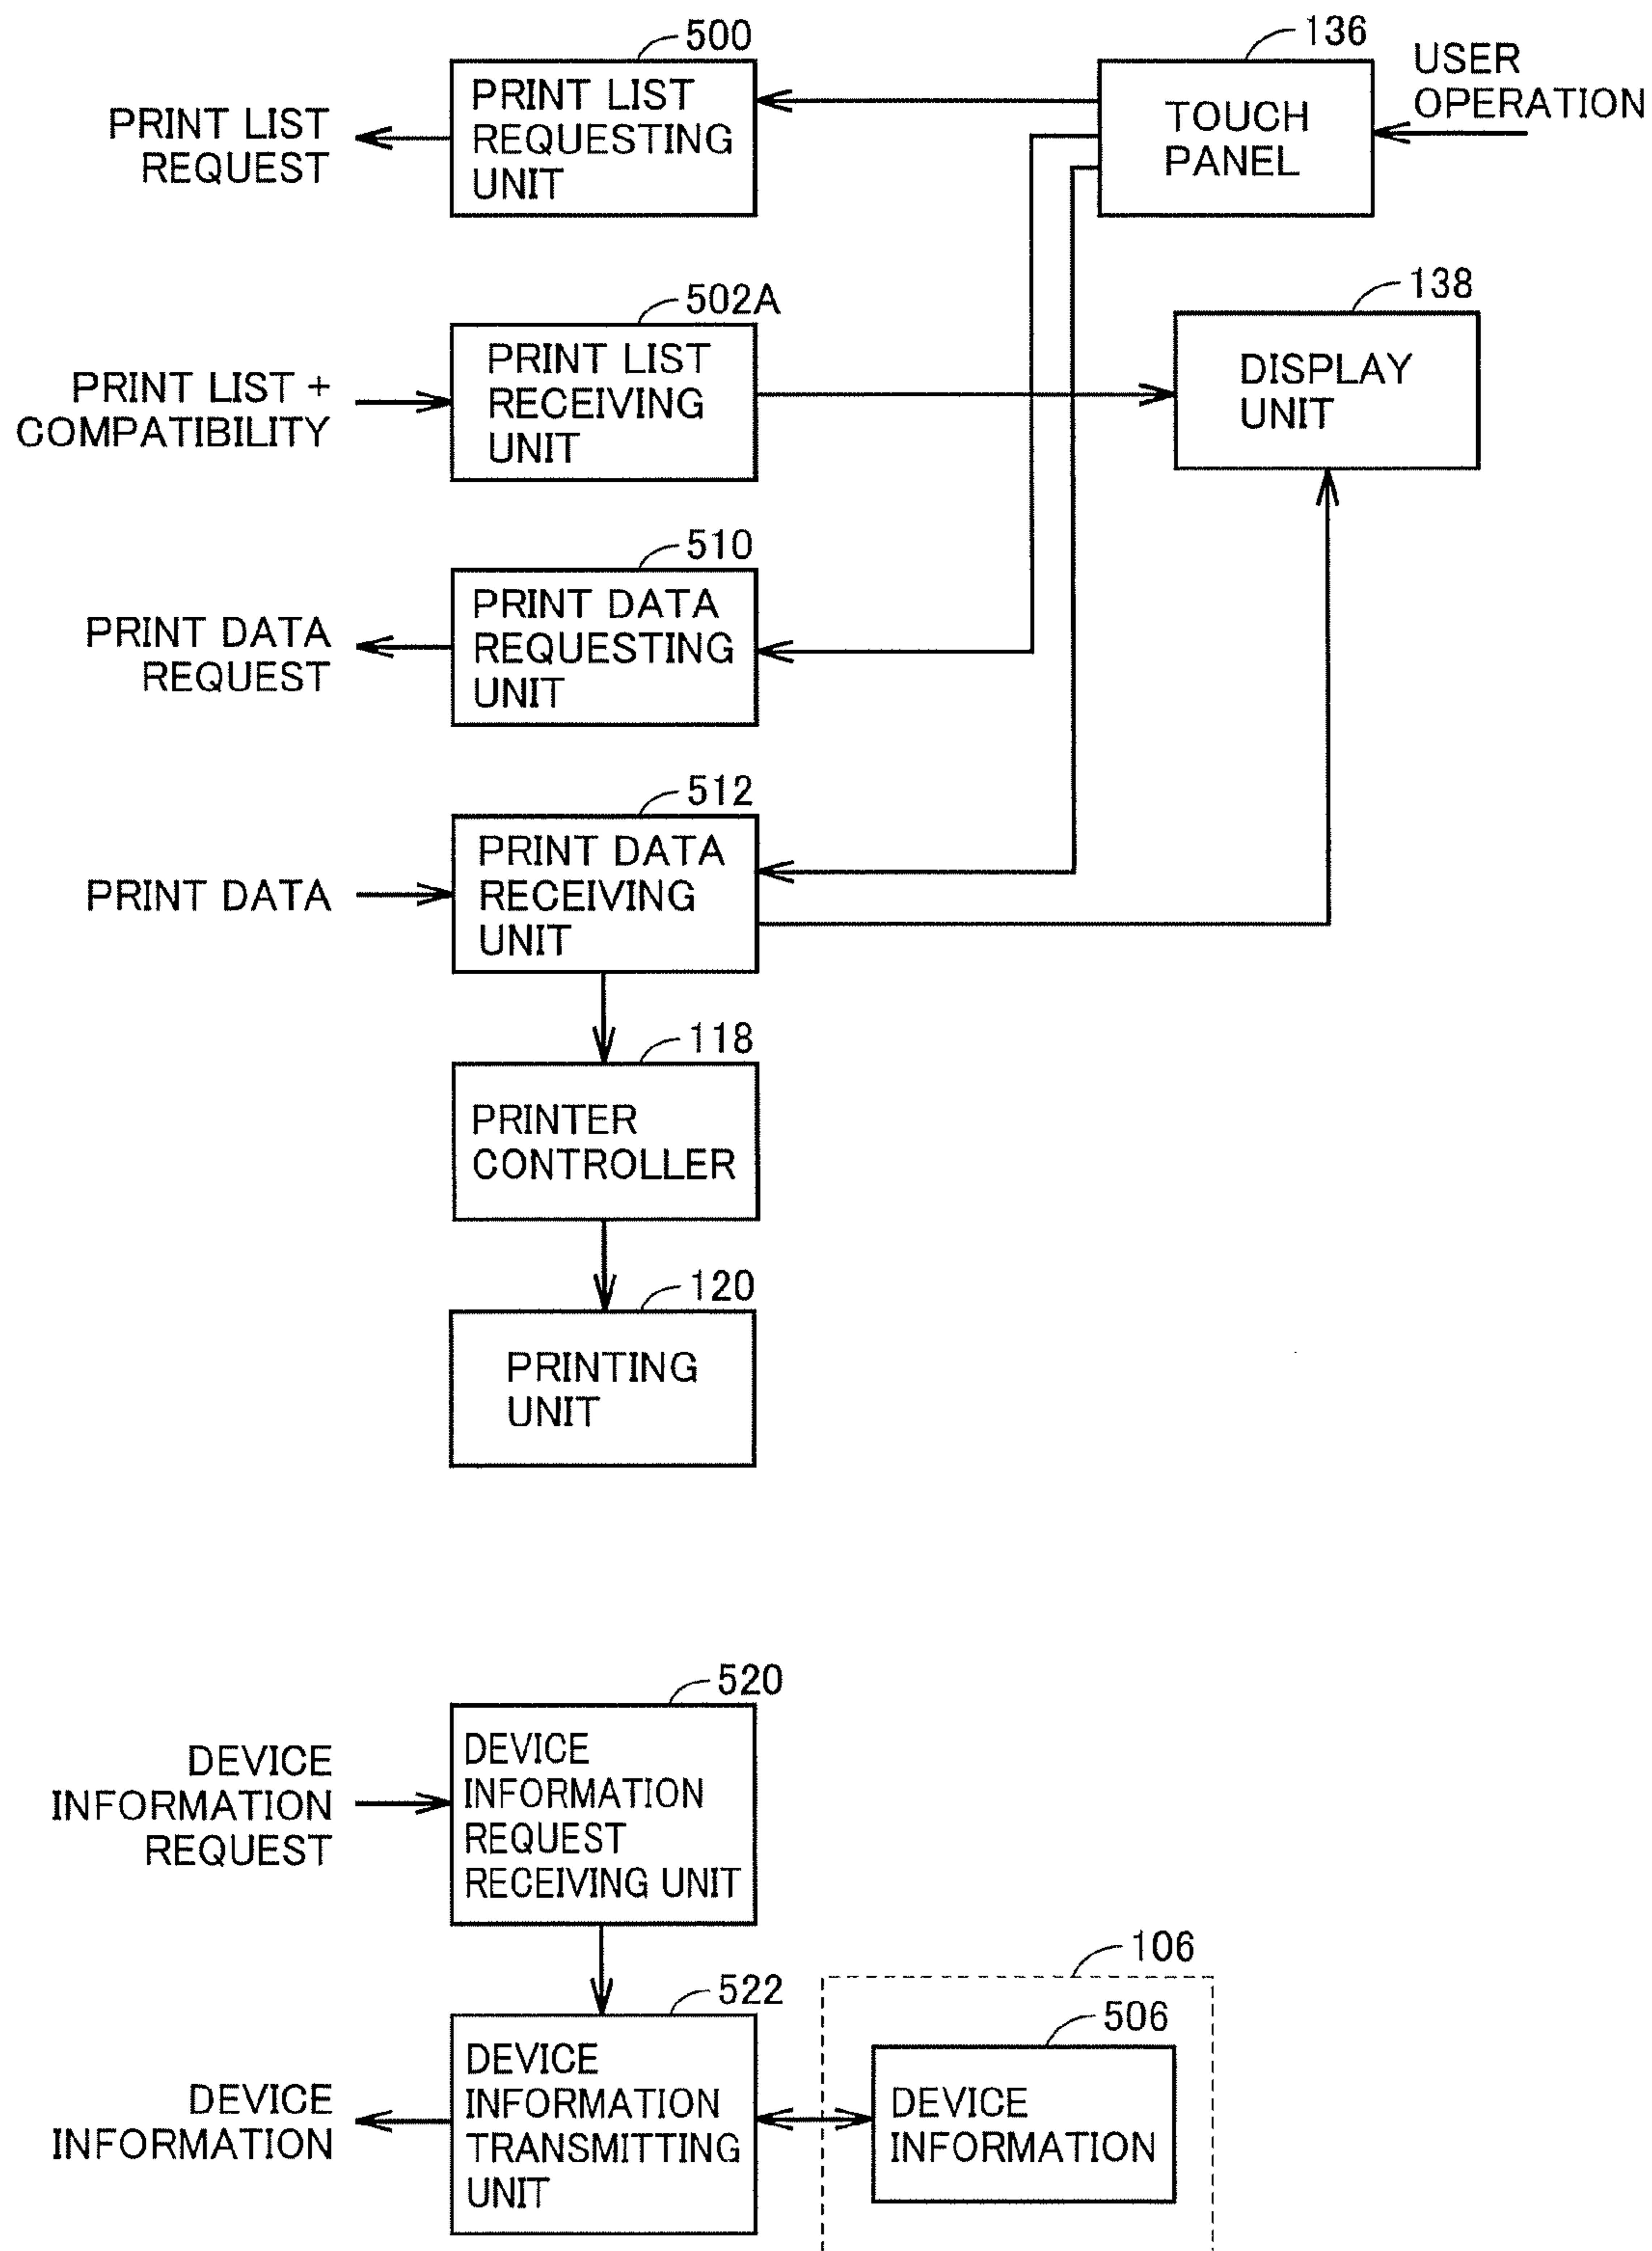 500
PRINT LIST
REQUESTING
UNIT
PRINT LIST
REQUEST
136
TOUCH
PANEL
USER
OPERATION
502A
PRINT LIST
RECEIVING
UNIT
PRINT LIST +
COMPATIBILITY
138
DISPLAY
UNIT
510
PRINT DATA
REQUESTING
UNIT
PRINT DATA
REQUEST
512
PRINT DATA
RECEIVING
UNIT
PRINT DATA
118
PRINTER
CONTROLLER
120
PRINTING
UNIT
520
DEVICE
INFORMATION
REQUEST
RECEIVING UNIT
DEVICE
INFORMATION
REQUEST
522
DEVICE
INFORMATION
TRANSMITTING
UNIT
DEVICE
INFORMATION
106
506
DEVICE
INFORMATION